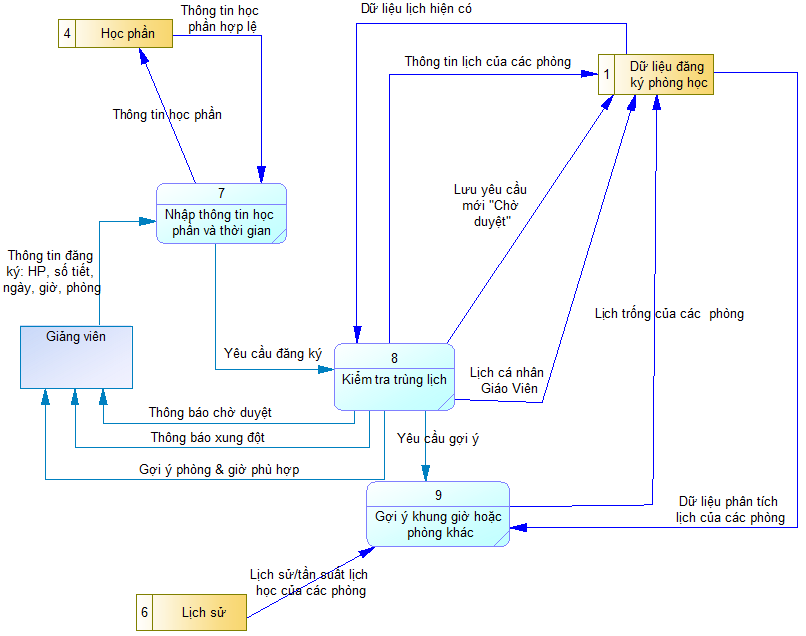 Dữ liệu lịch hiện có
Thông tin học
phần hợp lệ
4 Học phần
Thông tin lịch của các phòng
1 Dữ liệu đăng
ký phòng học
Thông tin học phần
7
Nhập thông tin học
phần và thời gian
Lưu yêu cầu
mới "Chờ
duyệt"
Thông tin đăng
ký: HP, số tiết,
ngày, giờ, phòng
Lịch trống của các phòng
Giảng viên
Yêu cầu đăng ký
8
Kiểm tra trùng lịch
Lịch cá nhân
Giáo Viên
Thông báo chờ duyệt
Thông báo xung đột
Yêu cầu gợi ý
Gợi ý phòng & giờ phù hợp
9
Gợi ý khung giờ hoặc
phòng khác
Dữ liệu phân tích
lịch của các phòng
Lịch sử/tần suất lịch
học của các phòng
6 Lịch sử